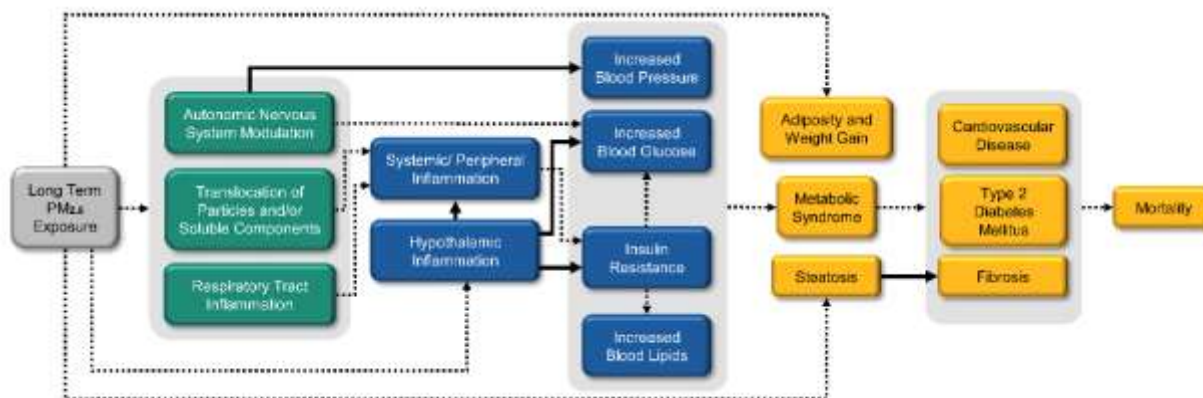 Long Term
PM2.5
Exposure
Autonomic Nervous
System Modulation
Translocation of
Particles and/or
Soluble Components
Respiratory Tract
Inflammation
Systemic/ Peripheral
Inflammation
Hypothalamic
Inflammation
Increased
Blood Pressure
Increased
Blood Glucose
Insulin
Resistance
Increased
Blood Lipids
Adiposity and
Weight Gain
Metabolic
Syndrome
Steatosis
Cardiovascular
Disease
Type 2
Diabetes
Mellitus
Fibrosis
Mortality